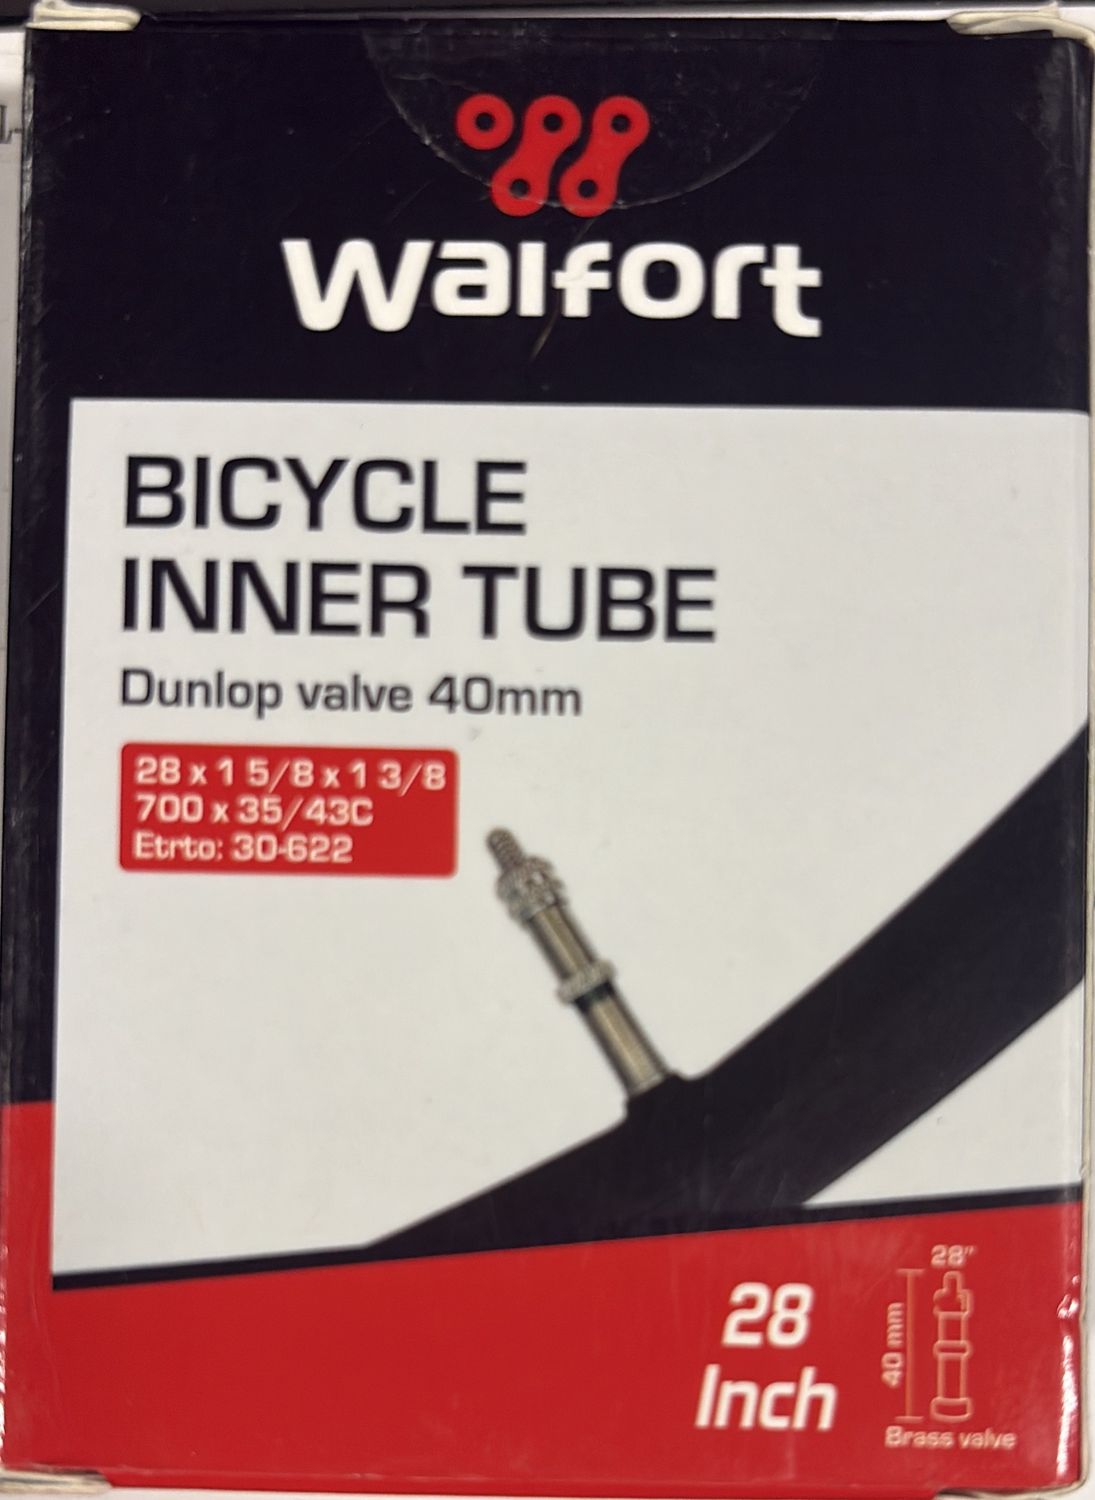 walfort
BICYCLE
INNER TUBE
Dunlop valve 40mm
28 x 1 5/8 x 1 3/8
700 x 35/43C
Etrto: 30-622
28
Inch
28"
40 mm
Brass valve